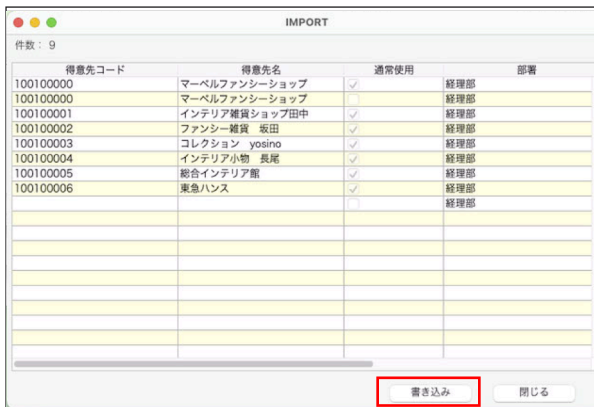 IMPORT
件数： 9
得意先コード 得意先名 通常使用 部署
100100000 マーベルファンシーショップ 経理部
100100000 マーベルファンシーショップ 経理部
100100001 インテリア雑貨ショップ田中 経理部
100100002 ファンシー雑貨　坂田 経理部
100100003 コレクション　yosino 経理部
100100004 インテリア小物　長尾 経理部
100100005 総合インテリア館 経理部
100100006 東急ハンス 経理部
経理部
書き込み 閉じる